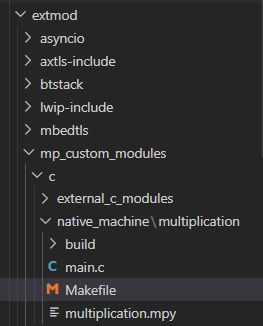 extmod
asyncio
axtls-include
btstack
lwip-include
mbedtls
mp_custom_modules
c
external_c_modules
native_machine\multiplication
build
C main.c
M Makefile
multiplication.mpy